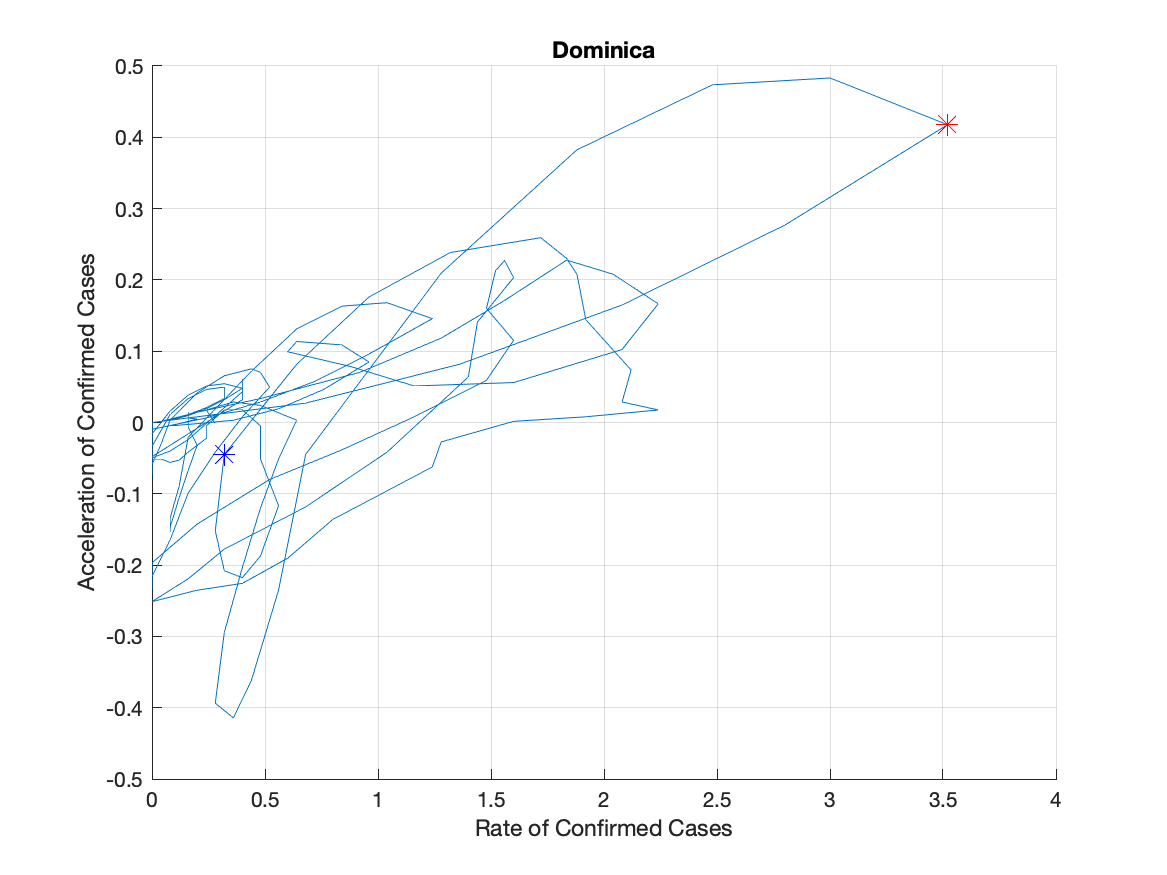 Dominica
Acceleration of Confirmed Cases
0.5
0.4
0.3
0.2
0.1
0
-0.1
-0.2
-0.3
-0.4
-0.5
0 0.5 1 1.5 2 2.5 3 3.5 4
Rate of Confirmed Cases